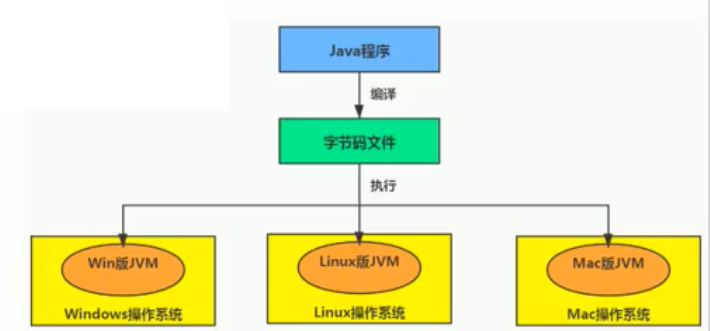 Java程序
编译
字节码文件
执行
Win版JVM
Linux版JVM
Mac版JVM
Windows操作系统
Linux操作系统
Mac操作系统